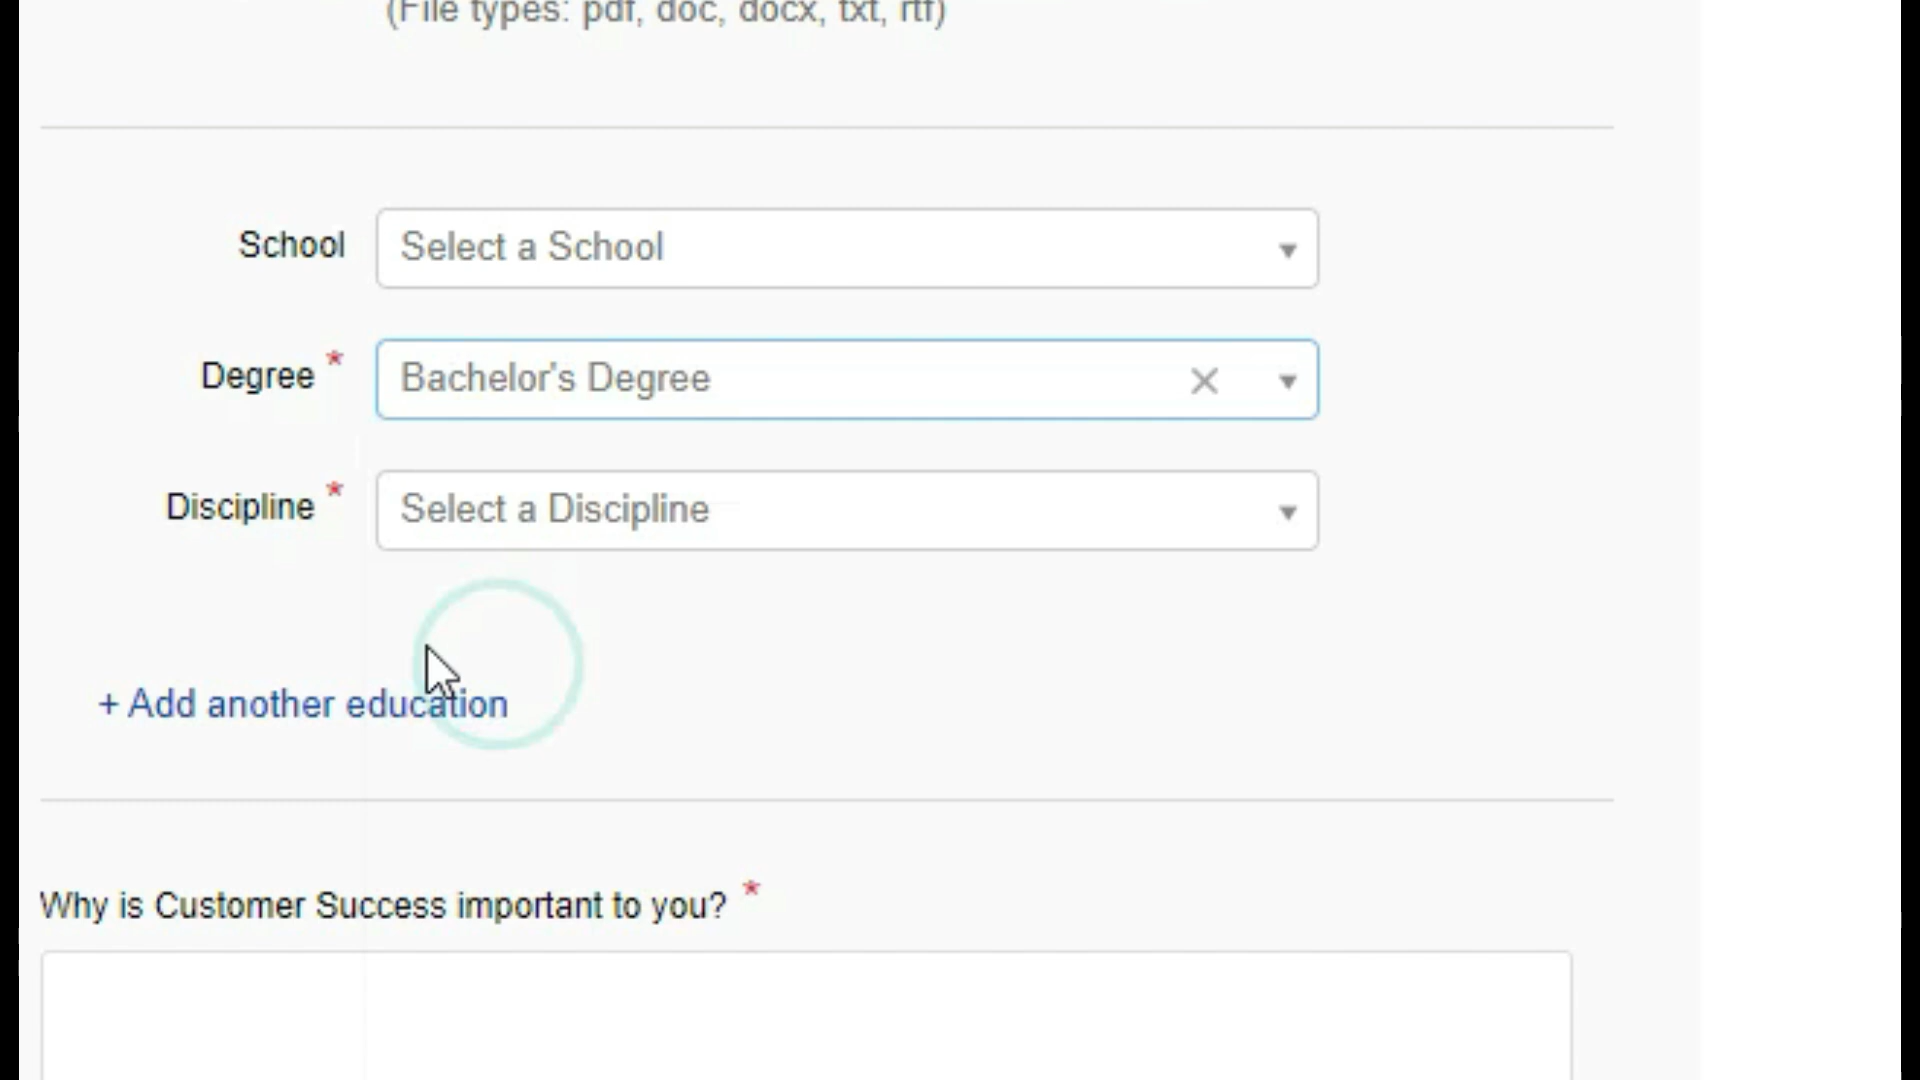 (File types: pdf, doc, docx, txt, rtf)
School
Select a School
Degree *
Bachelor's Degree
Discipline *
Select a Discipline
+ Add another education
Why is Customer Success important to you? *